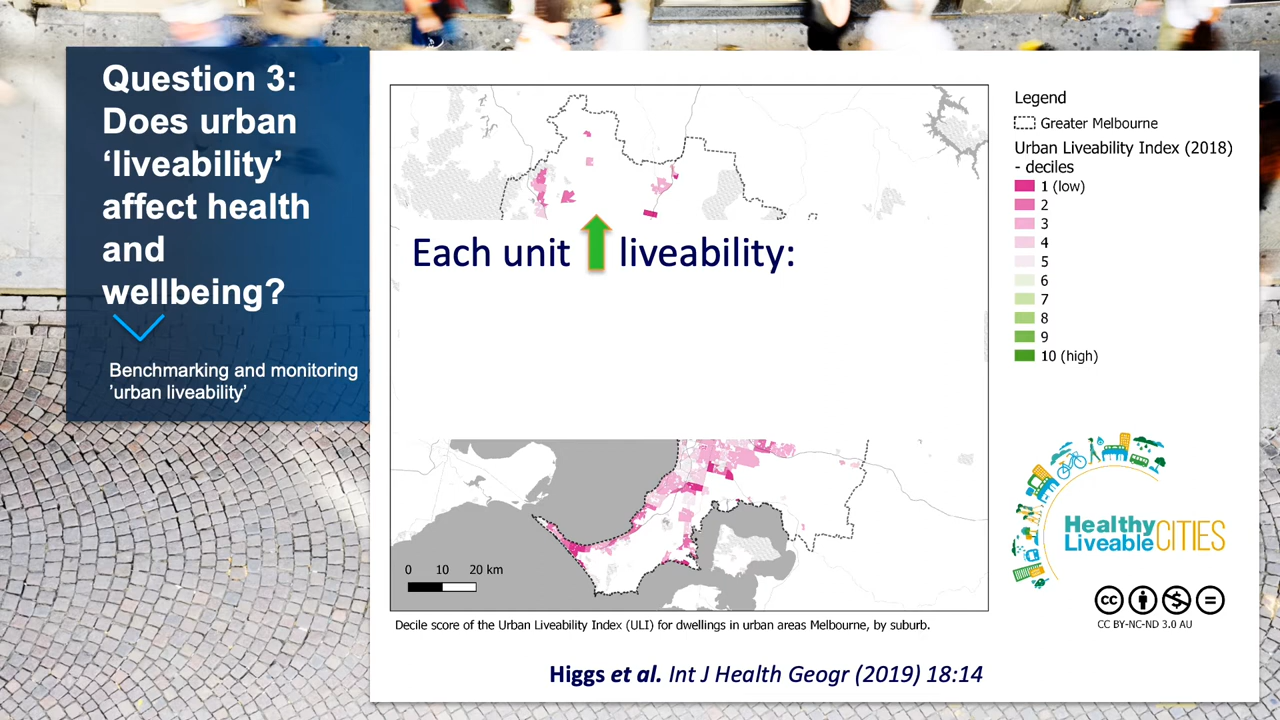 Question 3:
Does urban
‘liveability’
affect health
and
wellbeing?
Benchmarking and monitoring
’urban liveability’
Each unit liveability:
0 10 20 km
Decile score of the Urban Liveability Index (ULI) for dwellings in urban areas Melbourne, by suburb.
Legend
Greater Melbourne
Urban Liveability Index (2018)
- deciles
1 (low)
2
3
4
5
6
7
8
9
10 (high)
Healthy
Liveable CITIES
cc
CC BY-NC-ND 3.0 AU
Higgs et al. Int J Health Geogr (2019) 18:14